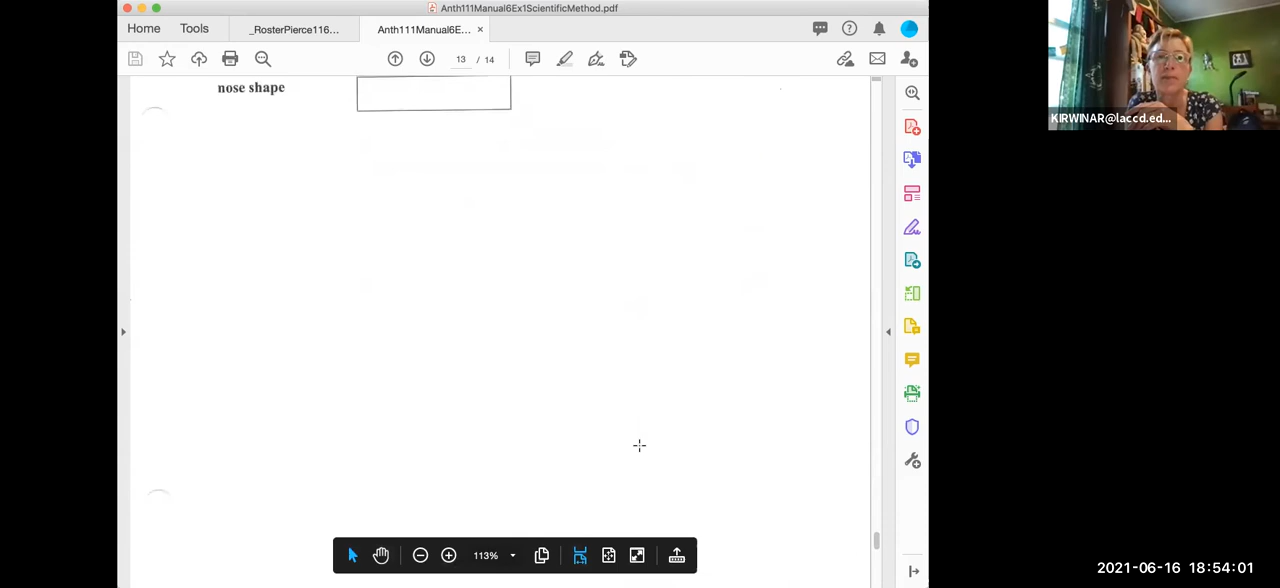 Anth111Manual6Ex1ScientificMethod.pdf
Home Tools _RosterPierce116... Anth111Manual6E... ×
13 / 14
nose shape
113%
KIRWINAR@laccd.ed...
2021-06-16 18:54:01